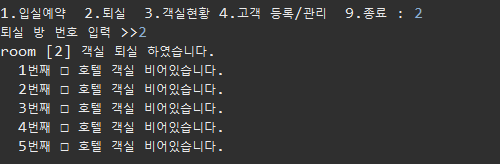 1.입실예약  2.퇴실  3.객실현황 4.고객 등록/관리  9.종료 : 2
퇴실 방 번호 입력 >>2
room [2] 객실 퇴실 하였습니다.
1번째 □ 호텔 객실 비어있습니다.
2번째 □ 호텔 객실 비어있습니다.
3번째 □ 호텔 객실 비어있습니다.
4번째 □ 호텔 객실 비어있습니다.
5번째 □ 호텔 객실 비어있습니다.